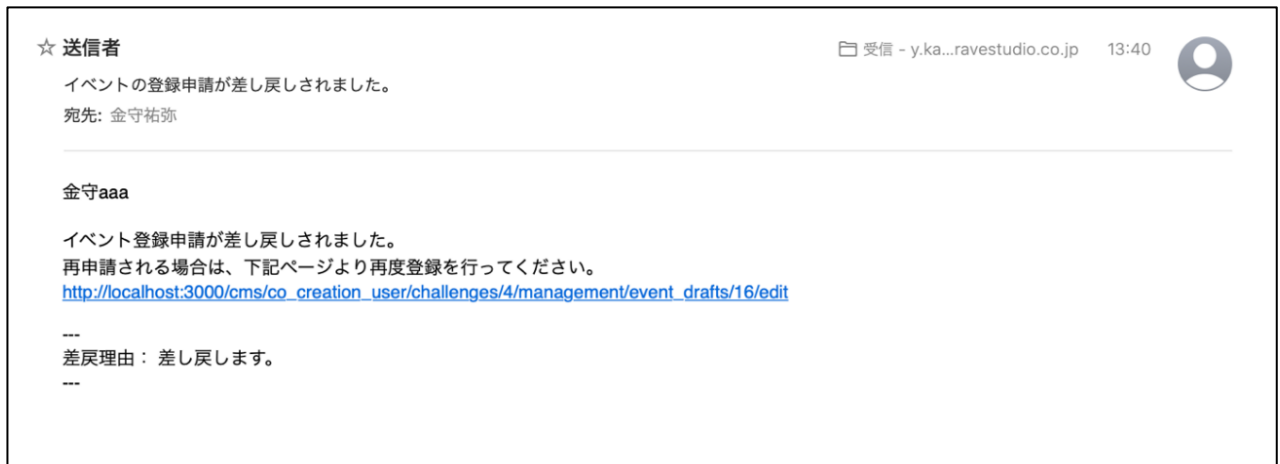 ☆ 送信者
受信 - y.ka...ravestudio.co.jp 13:40
イベントの登録申請が差し戻しされました。
宛先: 金守祐弥
金守aaa
イベント登録申請が差し戻しされました。
再申請される場合は、下記ページより再度登録を行ってください。
http://localhost:3000/cms/co_creation_user/challenges/4/management/event_drafts/16/edit
---
差戻理由： 差し戻します。
---